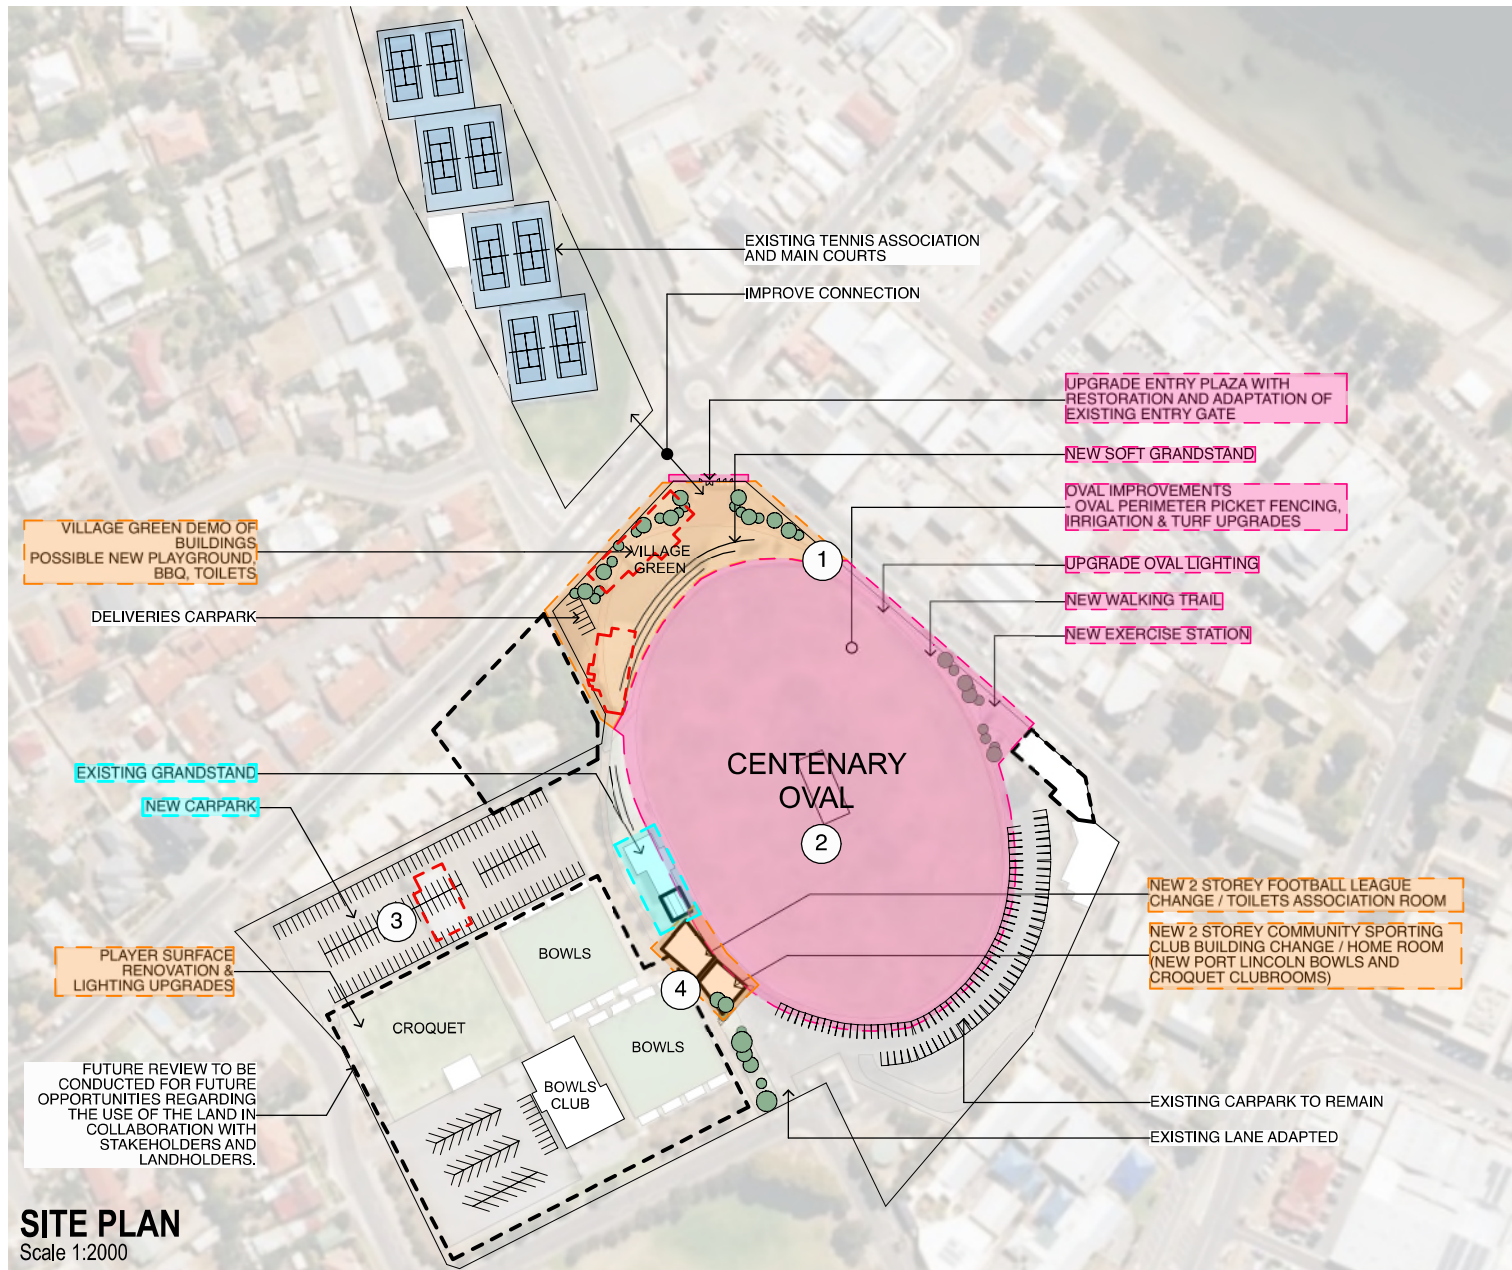 EXISTING TENNIS ASSOCIATION
AND MAIN COURTS
IMPROVE CONNECTION
UPGRADE ENTRY PLAZA WITH
RESTORATION AND ADAPTATION OF
EXISTING ENTRY GATE
NEW SOFT GRANDSTAND
OVAL IMPROVEMENTS
- OVAL PERIMETER PICKET FENCING,
IRRIGATION & TURF UPGRADES
UPGRADE OVAL LIGHTING
NEW WALKING TRAIL
NEW EXERCISE STATION
VILLAGE GREEN DEMO OF
BUILDINGS
POSSIBLE NEW PLAYGROUND,
BBQ, TOILETS
DELIVERIES CARPARK
VILLAGE
GREEN
1
CENTENARY
OVAL
2
EXISTING GRANDSTAND
NEW CARPARK
3
PLAYER SURFACE
RENOVATION &
LIGHTING UPGRADES
BOWLS
4
CROQUET
BOWLS
BOWLS
CLUB
NEW 2 STOREY FOOTBALL LEAGUE
CHANGE / TOILETS ASSOCIATION ROOM
NEW 2 STOREY COMMUNITY SPORTING
CLUB BUILDING CHANGE / HOME ROOM
(NEW PORT LINCOLN BOWLS AND
CROQUET CLUBROOMS)
FUTURE REVIEW TO BE
CONDUCTED FOR FUTURE
OPPORTUNITIES REGARDING
THE USE OF THE LAND IN
COLLABORATION WITH
STAKEHOLDERS AND
LANDHOLDERS.
EXISTING CARPARK TO REMAIN
EXISTING LANE ADAPTED
SITE PLAN
Scale 1:2000